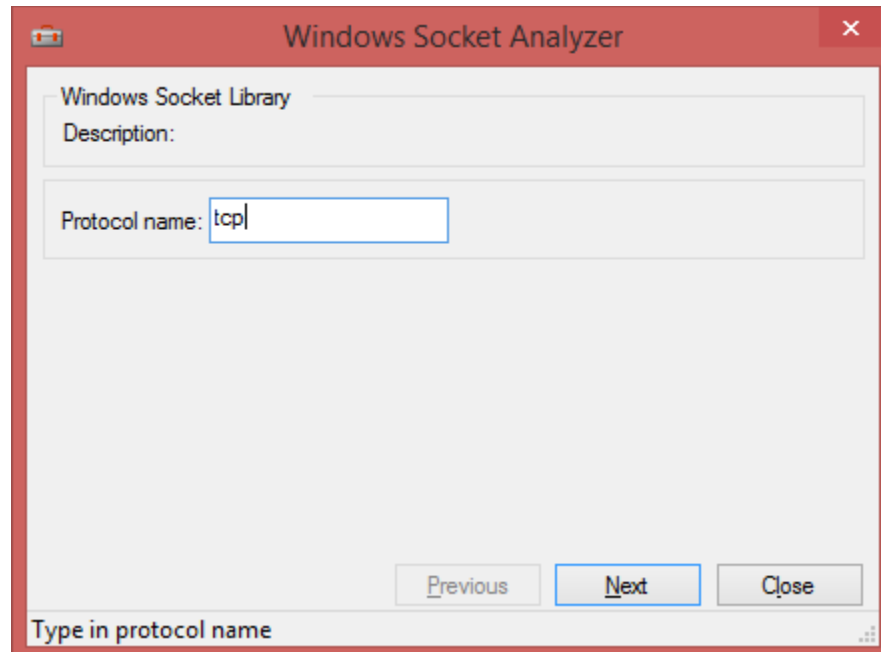 Windows Socket Analyzer
Windows Socket Library
Description:
Protocol name: tcp
Previous Next Close
Type in protocol name